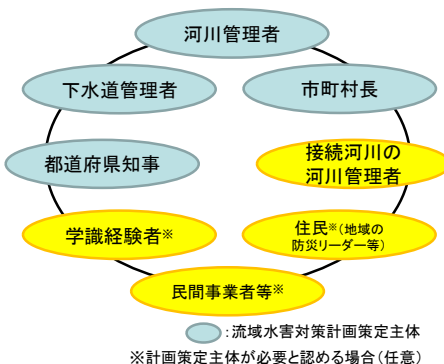 河川管理者
下水道管理者
市町村長
都道府県知事
接続河川の
河川管理者
学識経験者※
住民※(地域の
防災リーダー等)
民間事業者等※
:流域水害対策計画策定主体
※計画策定主体が必要と認める場合(任意)